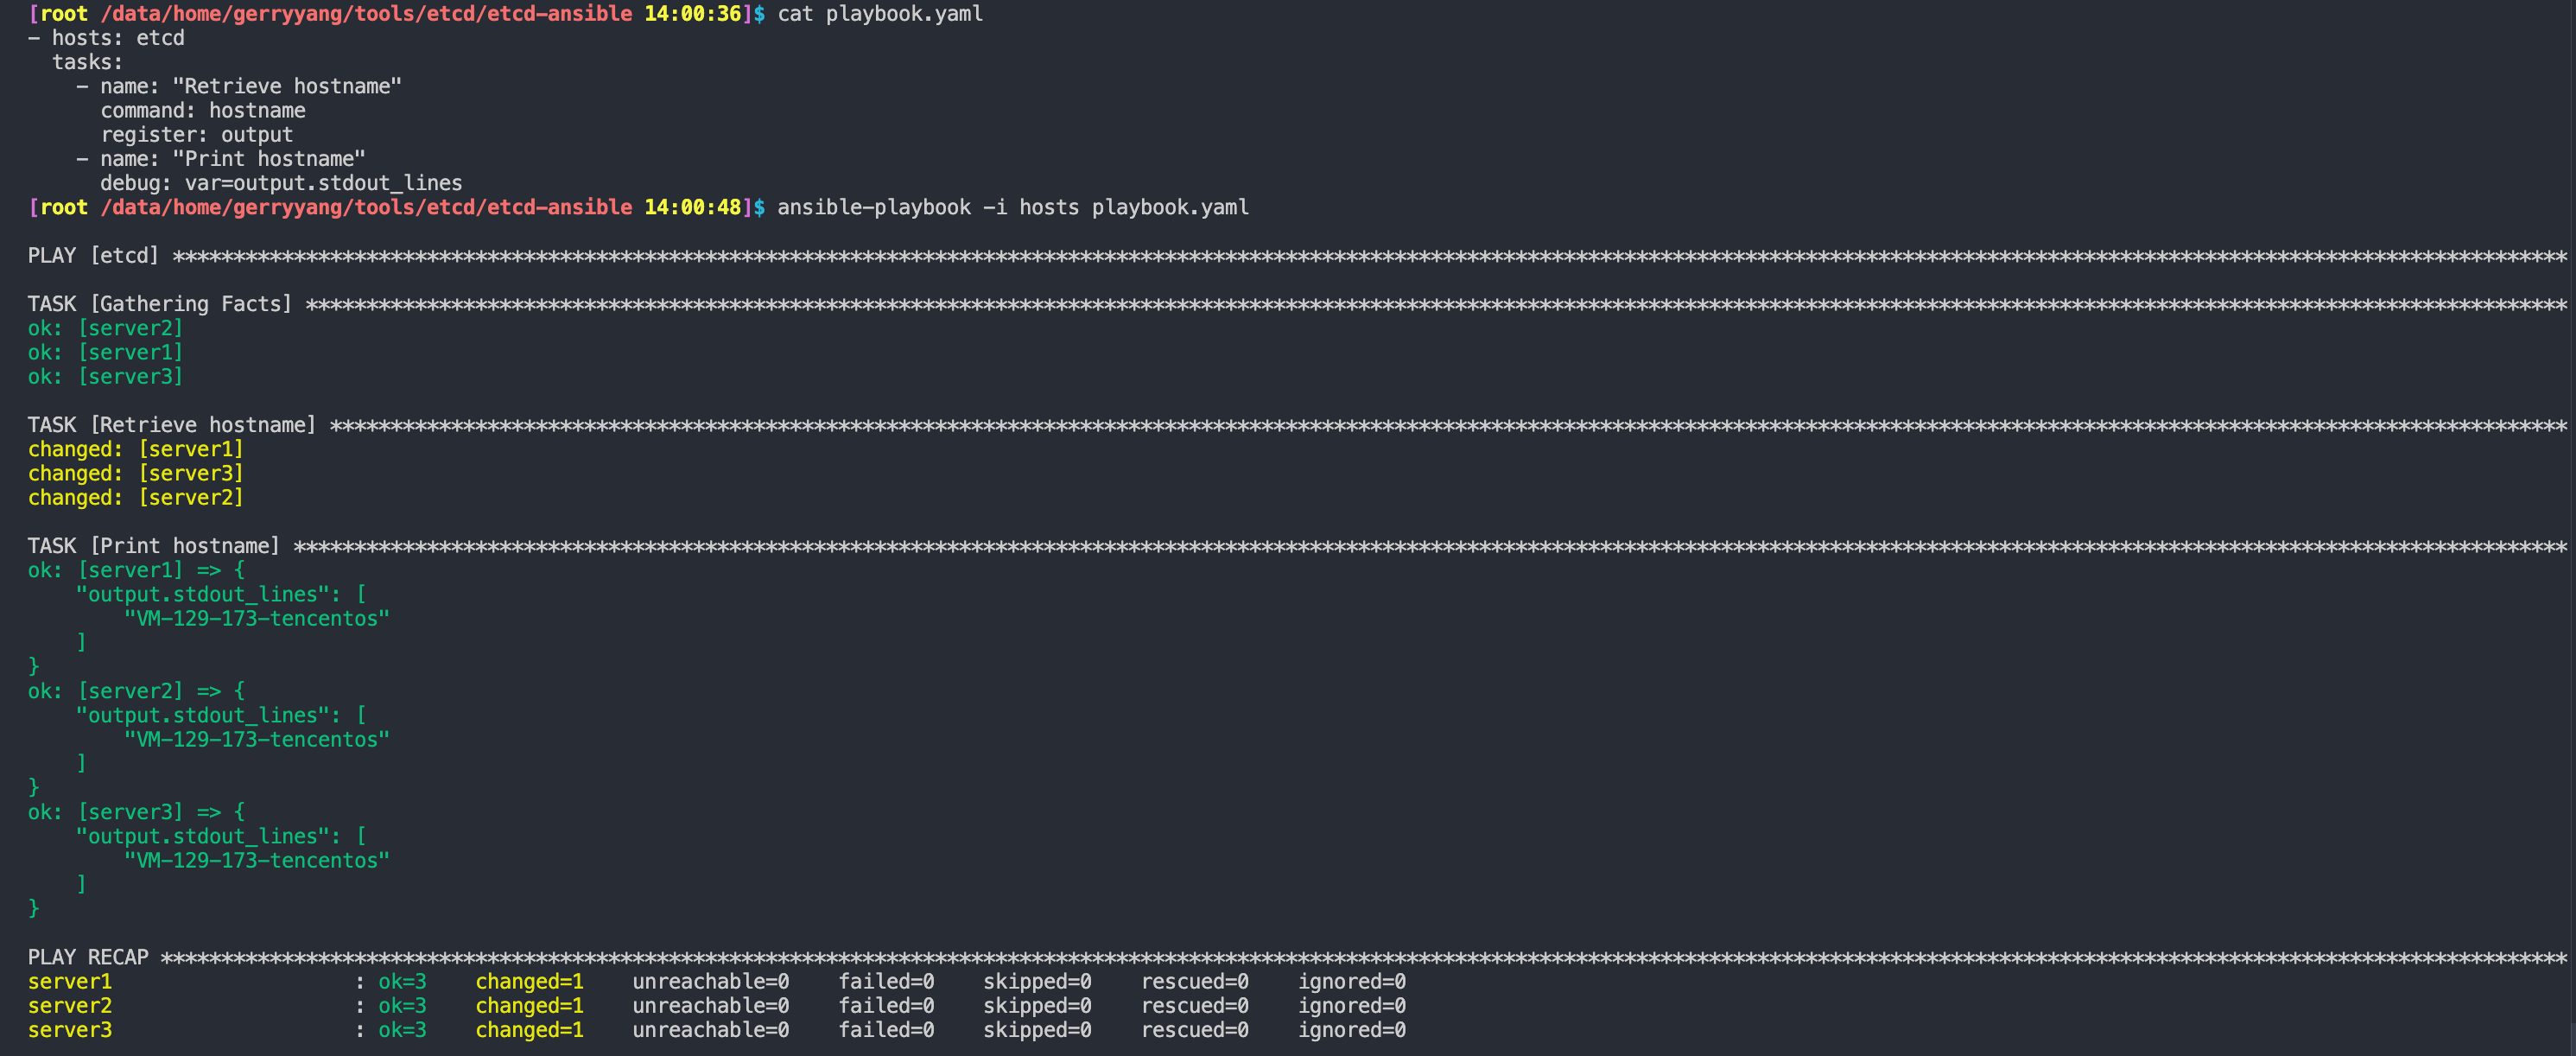 [root /data/home/gerryyang/tools/etcd/etcd-ansible 14:00:36]$ cat playbook.yaml
- hosts: etcd
  tasks:
    - name: "Retrieve hostname"
      command: hostname
      register: output
    - name: "Print hostname"
      debug: var=output.stdout_lines
[root /data/home/gerryyang/tools/etcd/etcd-ansible 14:00:48]$ ansible-playbook -i hosts playbook.yaml

PLAY [etcd] ******************************************************************************************************************************************************************************************************

TASK [Gathering Facts] *******************************************************************************************************************************************************************************************
ok: [server2]
ok: [server1]
ok: [server3]

TASK [Retrieve hostname] *****************************************************************************************************************************************************************************************
changed: [server1]
changed: [server3]
changed: [server2]

TASK [Print hostname] ********************************************************************************************************************************************************************************************
ok: [server1] => {
    "output.stdout_lines": [
        "VM-129-173-tencentos"
    ]
}
ok: [server2] => {
    "output.stdout_lines": [
        "VM-129-173-tencentos"
    ]
}
ok: [server3] => {
    "output.stdout_lines": [
        "VM-129-173-tencentos"
    ]
}

PLAY RECAP *******************************************************************************************************************************************************************************************************
server1                    : ok=3    changed=1    unreachable=0    failed=0    skipped=0    rescued=0    ignored=0
server2                    : ok=3    changed=1    unreachable=0    failed=0    skipped=0    rescued=0    ignored=0
server3                    : ok=3    changed=1    unreachable=0    failed=0    skipped=0    rescued=0    ignored=0